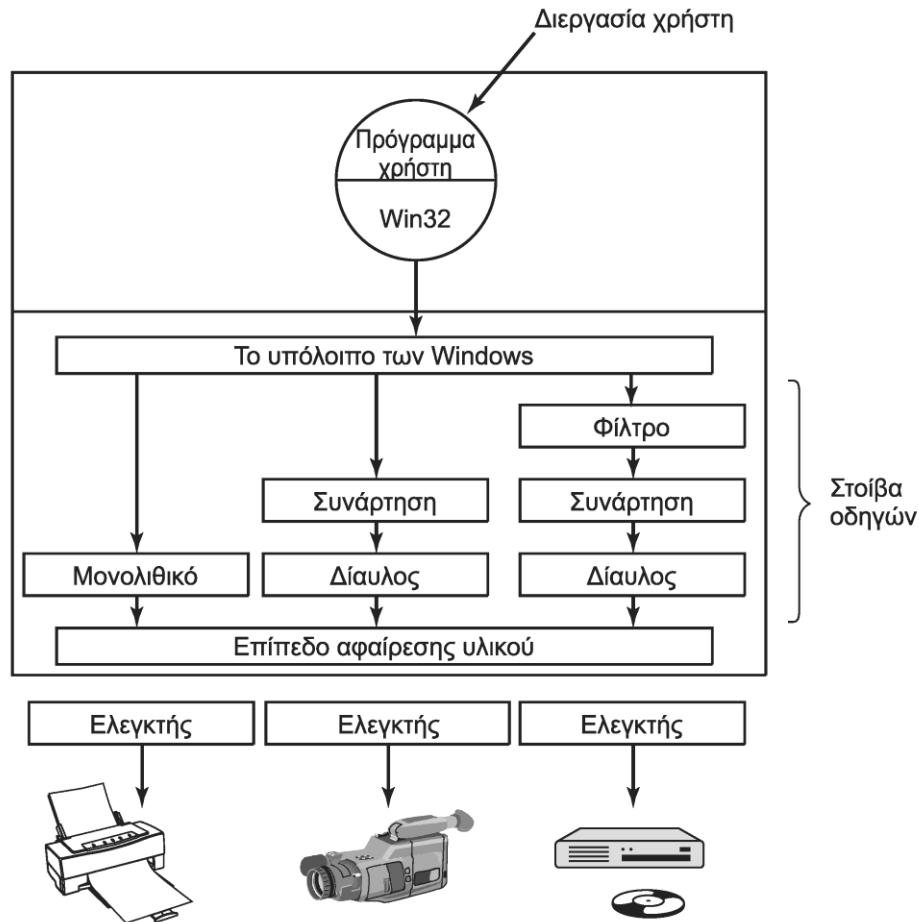 Διεργασία χρήστη
Πρόγραμμα
χρήστη
Win32
Το υπόλοιπο των Windows
Φίλτρο
Συνάρτηση
Συνάρτηση
Στοίβα
οδηγών
Μονολιθικό
Δίαυλος
Δίαυλος
Επίπεδο αφαίρεσης υλικού
Ελεγκτής
Ελεγκτής
Ελεγκτής